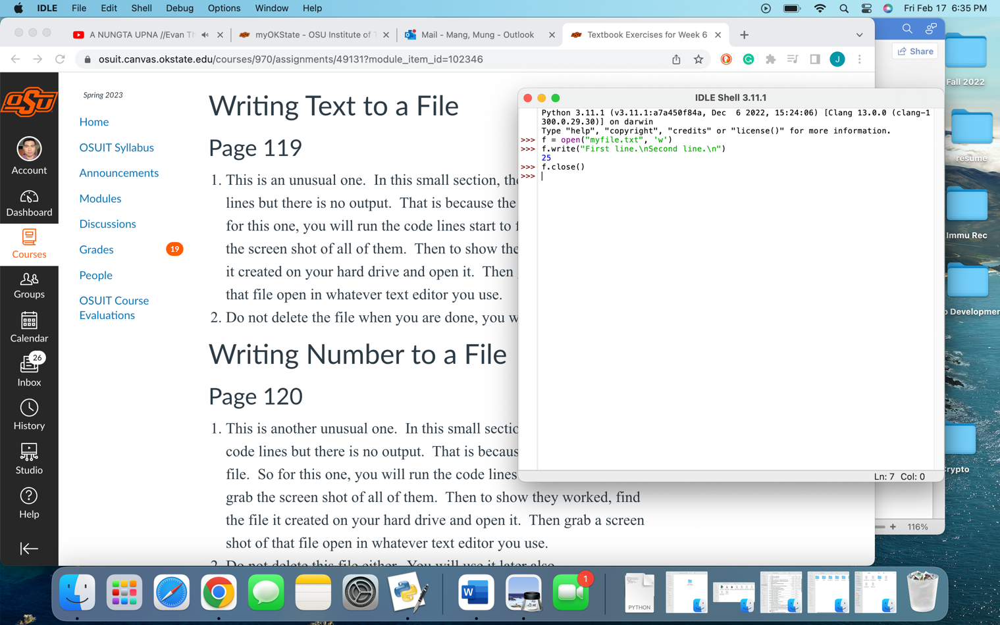 IDLE File Edit Shell Debug Options Window Help Fri Feb 17 6:35 PM
A NUNGTA UPNA //Evan Th
myOKState - OSU Institute of T
Mail - Mang, Mung - Outlook
Textbook Exercises for Week 6
osuit.canvas.okstate.edu/courses/970/assignments/49131?module_item_id=102346
J
Share
OSU
Account
Dashboard
Courses
Groups
Calendar
26
Inbox
History
Studio
Help
Spring 2023
Home
OSUIT Syllabus
Announcements
Modules
Discussions
Grades 19
People
OSUIT Course
Evaluations
Writing Text to a File
Page 119
1. This is an unusual one. In this small section, the
lines but there is no output. That is because the
for this one, you will run the code lines start to f
the screen shot of all of them. Then to show the
it created on your hard drive and open it. Then
that file open in whatever text editor you use.
2. Do not delete the file when you are done, you w
Writing Number to a File
Page 120
1. This is another unusual one. In this small sectio
code lines but there is no output. That is becaus
file. So for this one, you will run the code lines
grab the screen shot of all of them. Then to show they worked, find
the file it created on your hard drive and open it. Then grab a screen
shot of that file open in whatever text editor you use.
2. Do not delete this file either. You will use it later also.
IDLE Shell 3.11.1
Python 3.11.1 (v3.11.1:a7a450f84a, Dec  6 2022, 15:24:06) [Clang 13.0.0 (clang-1
300.0.29.30)] on darwin
Type "help", "copyright", "credits" or "license()" for more information.
>>> f = open("myfile.txt", 'w')
>>> f.write("First line.\nSecond line.\n")
25
>>> f.close()
>>>
Ln: 7 Col: 0
116%
Fall 2022
resume
Immu Rec
o Developmen
Crypto
W
1
PYTHON